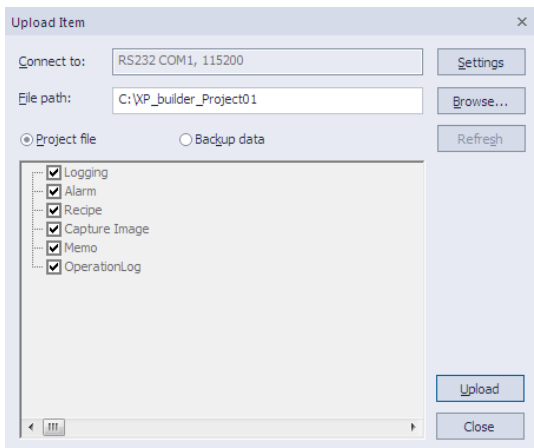 Upload Item
Connect to: RS232 COM1, 115200 Settings
File path: C:\XP_builder_Project01 Browse...
Project file Backup data Refresh
Logging
Alarm
Recipe
Capture Image
Memo
OperationLog
Upload
Close